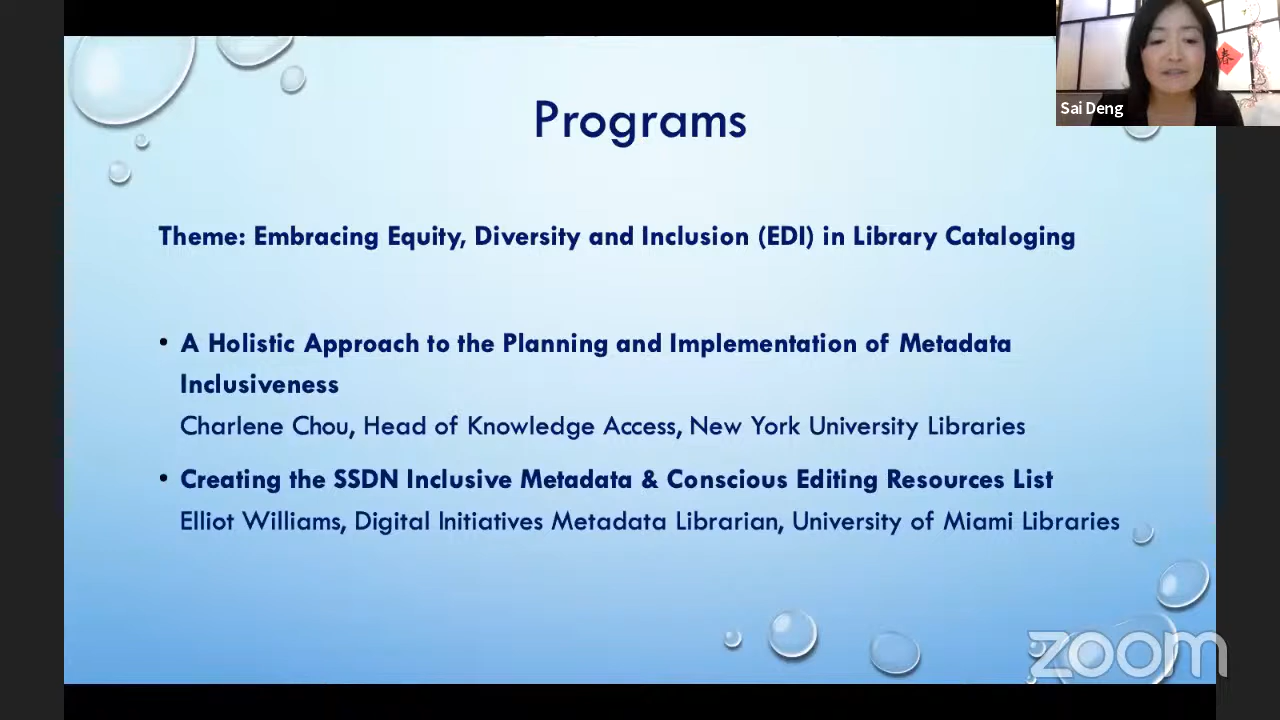 Sai Deng
春
Programs
Theme: Embracing Equity, Diversity and Inclusion (EDI) in Library Cataloging
• A Holistic Approach to the Planning and Implementation of Metadata
Inclusiveness
Charlene Chou, Head of Knowledge Access, New York University Libraries
• Creating the SSDN Inclusive Metadata & Conscious Editing Resources List
Elliot Williams, Digital Initiatives Metadata Librarian, University of Miami Libraries
zoom